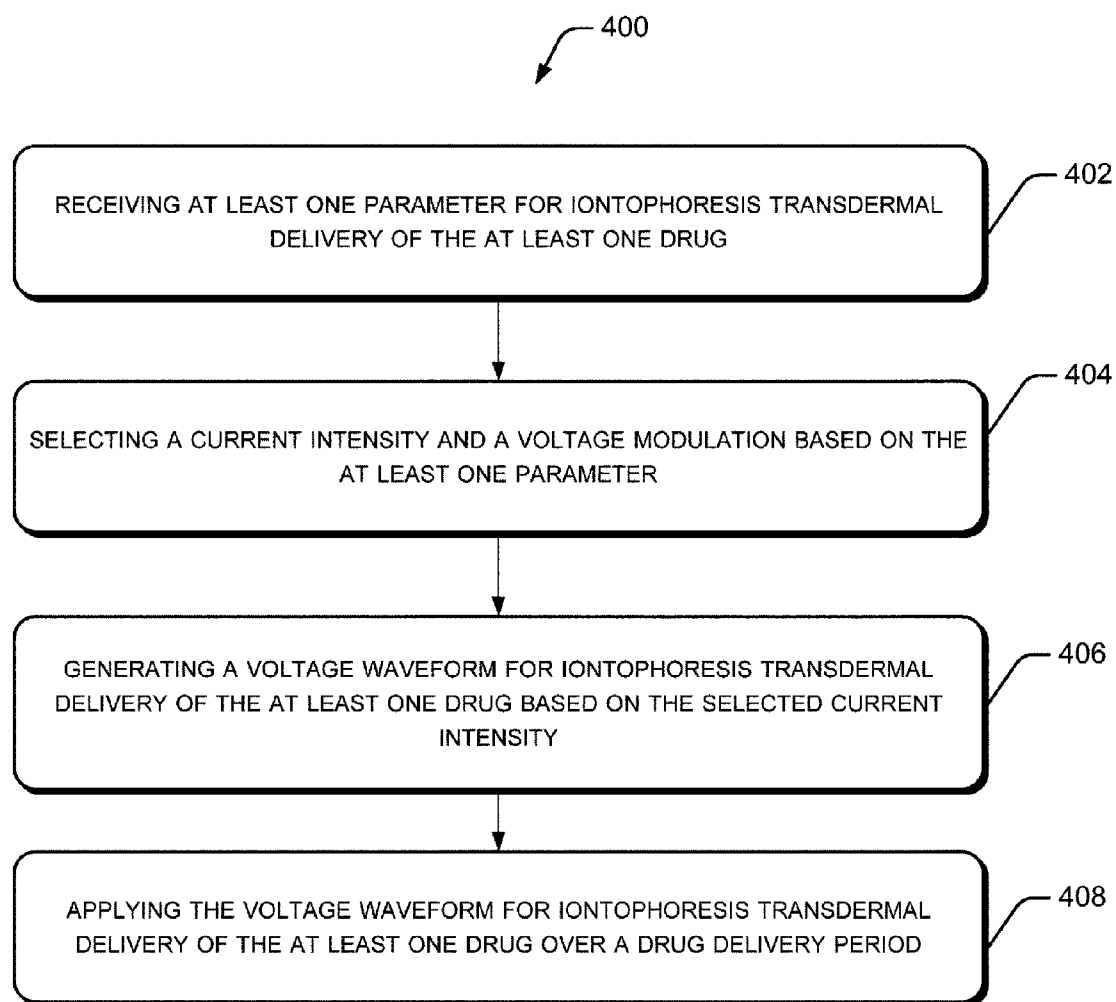 400
RECEIVING AT LEAST ONE PARAMETER FOR IONTOPHORESIS TRANSDERMAL
DELIVERY OF THE AT LEAST ONE DRUG
402
SELECTING A CURRENT INTENSITY AND A VOLTAGE MODULATION BASED ON THE
AT LEAST ONE PARAMETER
404
GENERATING A VOLTAGE WAVEFORM FOR IONTOPHORESIS TRANSDERMAL
DELIVERY OF THE AT LEAST ONE DRUG BASED ON THE SELECTED CURRENT
INTENSITY
406
APPLYING THE VOLTAGE WAVEFORM FOR IONTOPHORESIS TRANSDERMAL
DELIVERY OF THE AT LEAST ONE DRUG OVER A DRUG DELIVERY PERIOD
408